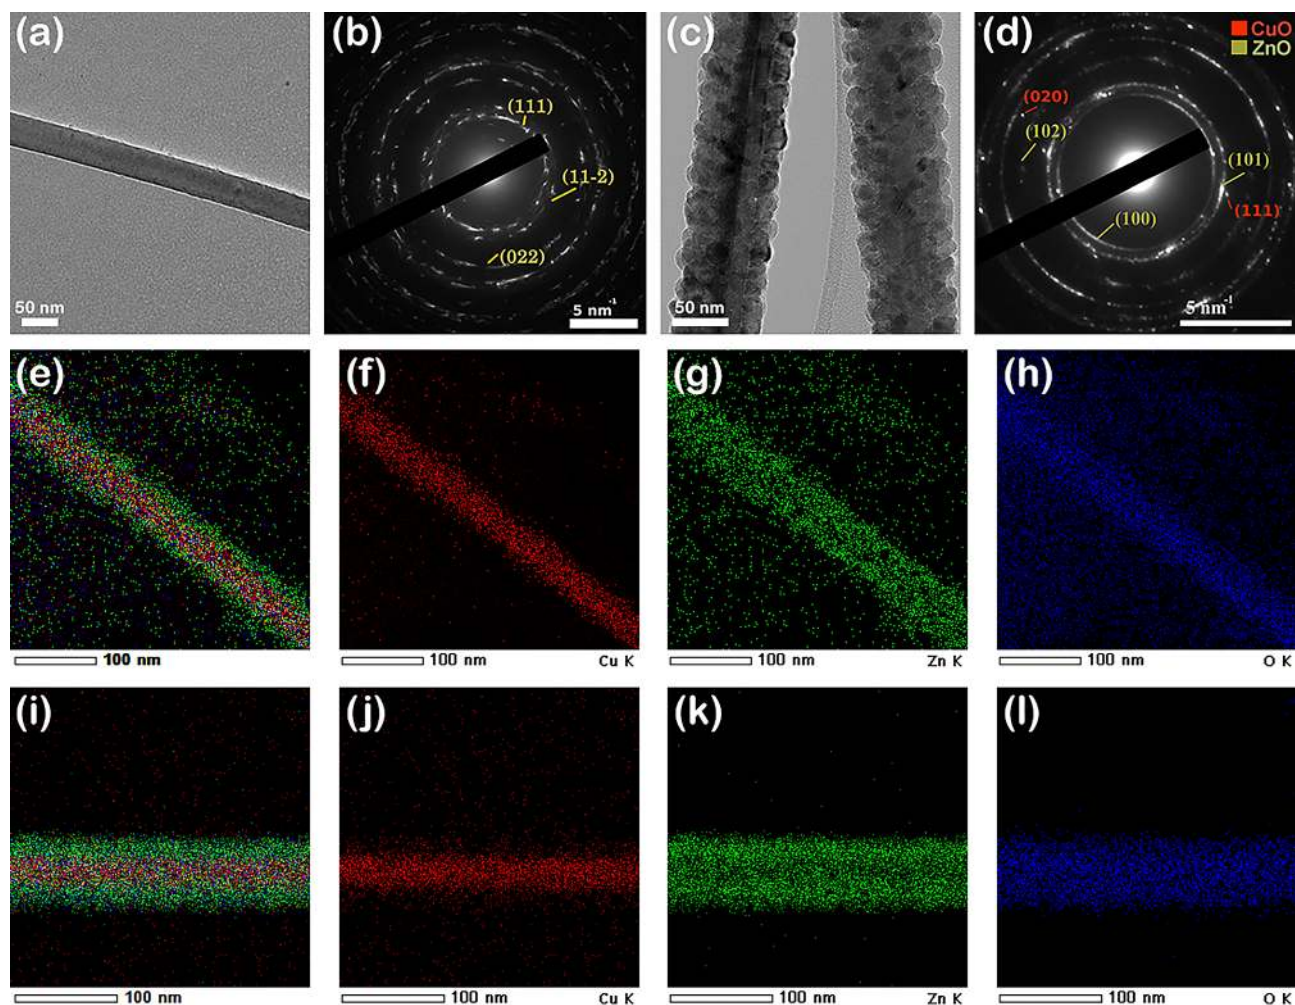 (a)
50 nm
(b)
(111)
(11-2)
(022)
5 nm-1
(c)
50 nm
(d)
CuO
ZnO
(020)
(102)
(101)
(111)
(100)
5 nm-1
(e)
100 nm
(f)
100 nm Cu K
(g)
100 nm Zn K
(h)
100 nm O K
(i)
100 nm
(j)
100 nm Cu K
(k)
100 nm Zn K
(l)
100 nm O K